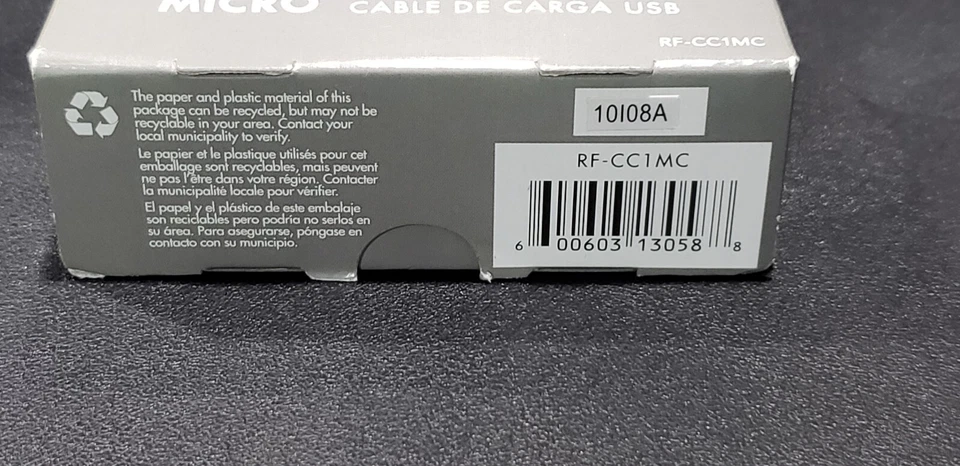 MICRO CABLE DE CARGA USB
RF-CC1MC
The paper and plastic material of this
package can be recycled, but may not be
recyclable in your area. Contact your
local municipality to verify.
Le papier et le plastique utilisés pour cet
emballage sont recyclables, mais peuvent
ne pas l'être dans votre région. Contacter
la municipalité locale pour vérifier.
El papel y el plástico de este embalaje
son reciclables pero podría no serlos en
su área. Para asegurarse, póngase en
contacto con su municipio.
10I08A
RF-CC1MC
6 00603 13058 8